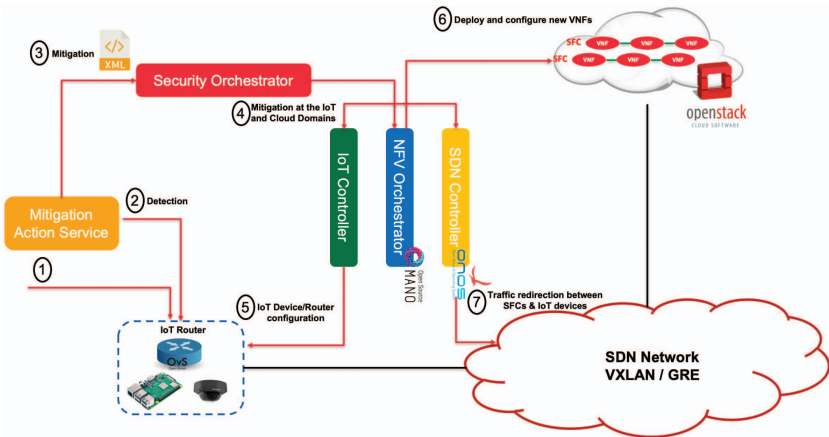 6 Deploy and configure new VNFs
SFC VNF VNF VNF
SFC VNF VNF VNF
openstack
CLOUD SOFTWARE
3 Mitigation
XML
Security Orchestrator
4 Mitigation at the IoT
and Cloud Domains
IoT Controller
NFV Orchestrator
SDN Controller
Open Source
MANO
onos
2 Detection
Mitigation
Action Service
1
5 IoT Device/Router
configuration
7 Traffic redirection between
SFCs & IoT devices
IoT Router
OvS
SDN Network
VXLAN / GRE